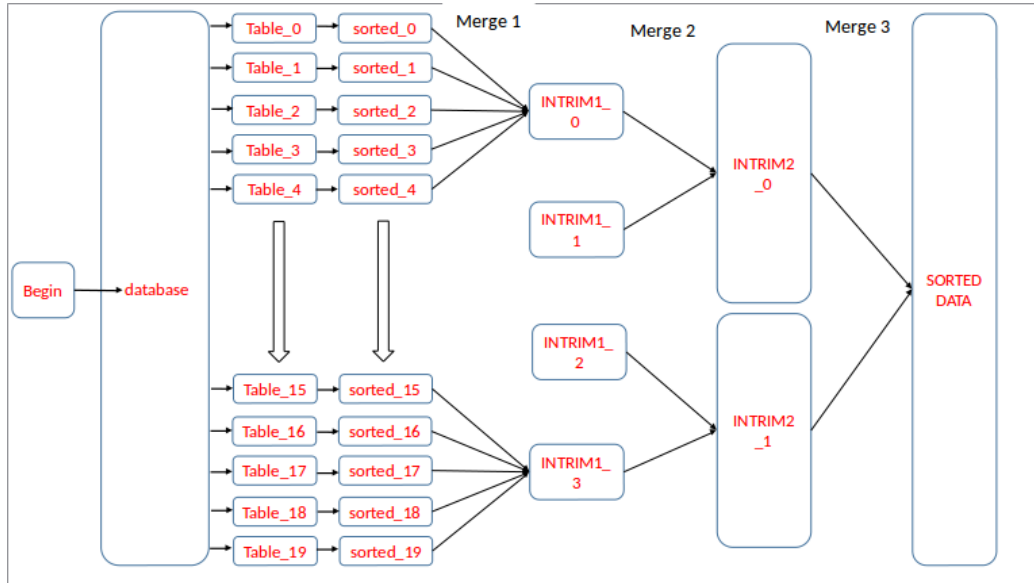 Merge 1
Merge 2
Merge 3
Begin
database
Table_0
sorted_0
Table_1
sorted_1
Table_2
sorted_2
Table_3
sorted_3
Table_4
sorted_4
Table_15
sorted_15
Table_16
sorted_16
Table_17
sorted_17
Table_18
sorted_18
Table_19
sorted_19
INTRIM1_
0
INTRIM1_
1
INTRIM1_
2
INTRIM1_
3
INTRIM2
_0
INTRIM2
_1
SORTED
DATA